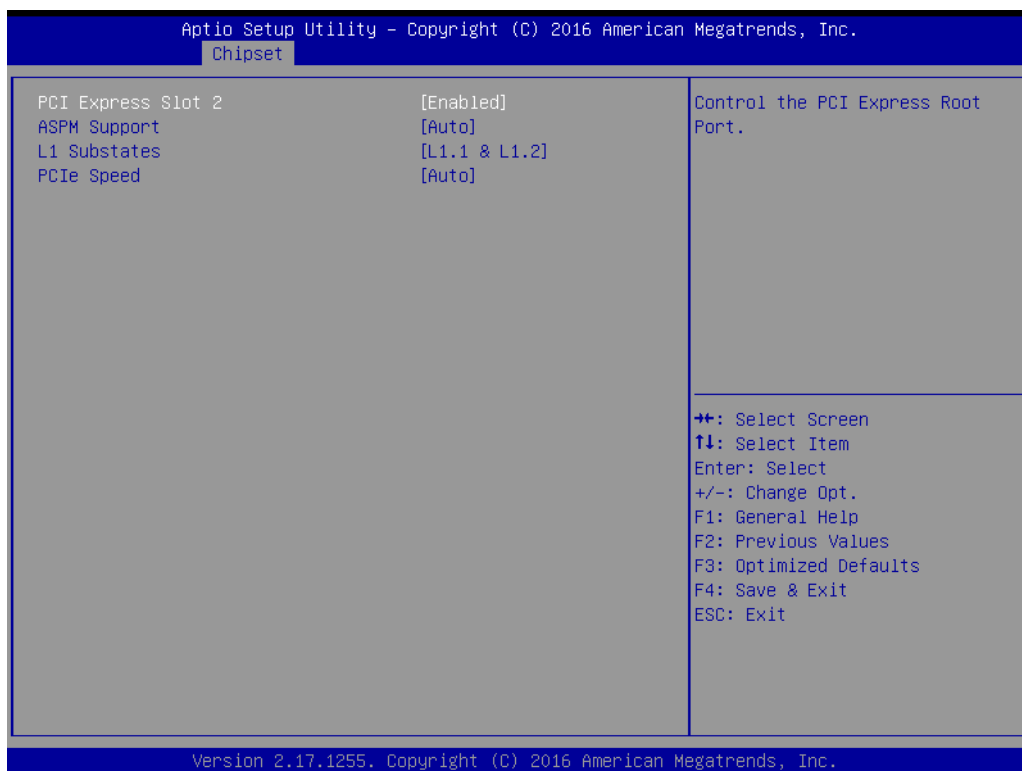 Aptio Setup Utility – Copyright (C) 2016 American Megatrends, Inc.
Chipset
PCI Express Slot 2 [Enabled]
ASPM Support [Auto]
L1 Substates [L1.1 & L1.2]
PCIe Speed [Auto]
Control the PCI Express Root
Port.
→←: Select Screen
↑↓: Select Item
Enter: Select
+/-: Change Opt.
F1: General Help
F2: Previous Values
F3: Optimized Defaults
F4: Save & Exit
ESC: Exit
Version 2.17.1255. Copyright (C) 2016 American Megatrends, Inc.